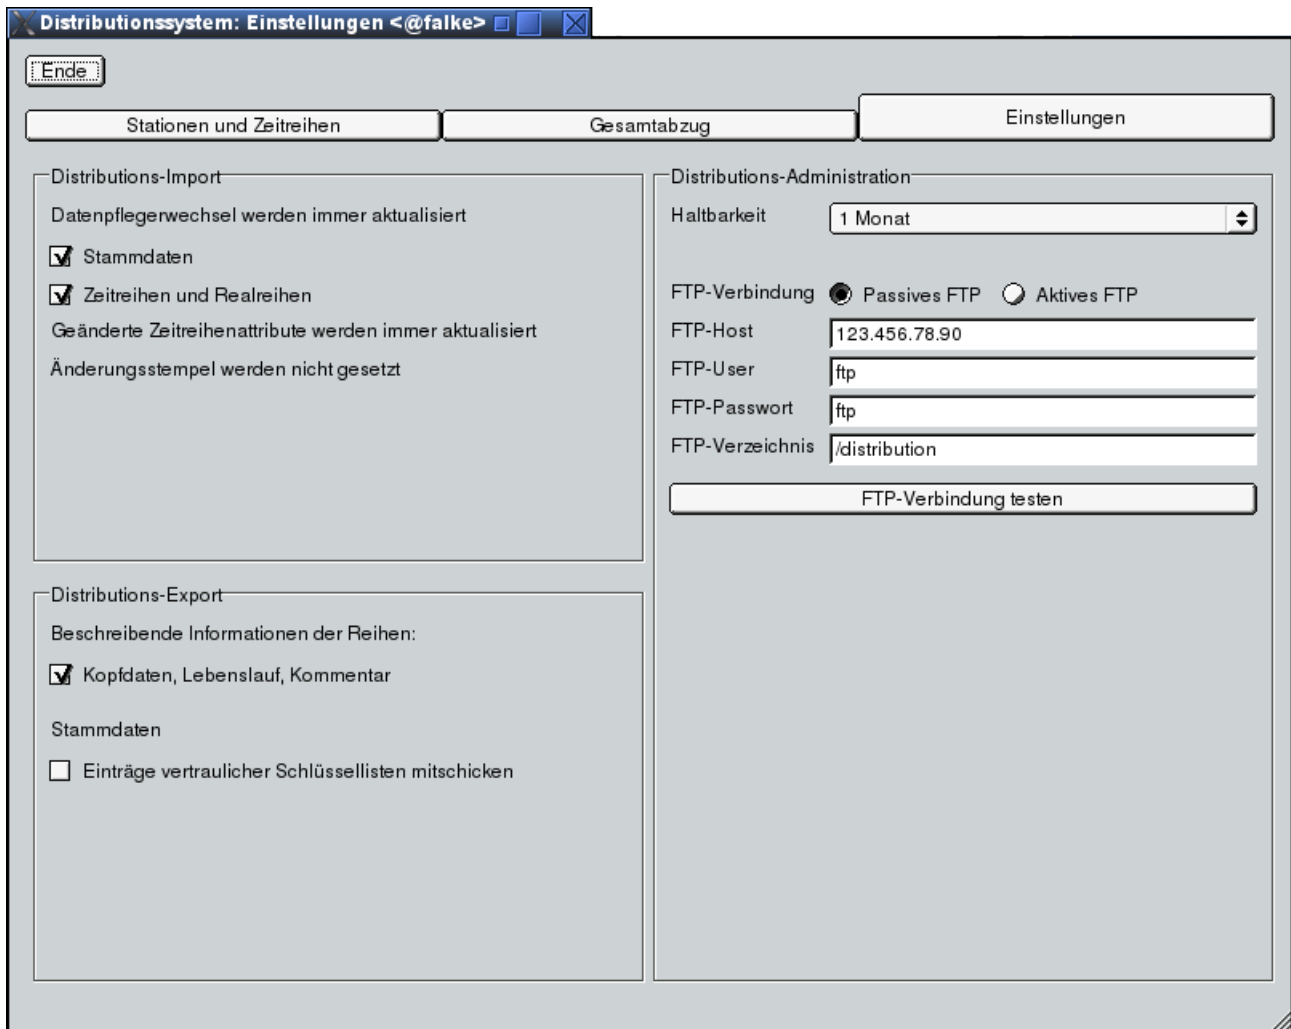 Distributionssystem: Einstellungen <@falke>
Ende
Stationen und Zeitreihen
Gesamtabzug
Einstellungen
Distributions-Import
Datenpflegerwechsel werden immer aktualisiert
Stammdaten
Zeitreihen und Realreihen
Geänderte Zeitreihenattribute werden immer aktualisiert
Änderungsstempel werden nicht gesetzt
Distributions-Export
Beschreibende Informationen der Reihen:
Kopfdaten, Lebenslauf, Kommentar
Stammdaten
Einträge vertraulicher Schlüssellisten mitschicken
Distributions-Administration
Haltbarkeit 1 Monat
FTP-Verbindung Passives FTP Aktives FTP
FTP-Host 123.456.78.90
FTP-User ftp
FTP-Passwort ftp
FTP-Verzeichnis /distribution
FTP-Verbindung testen